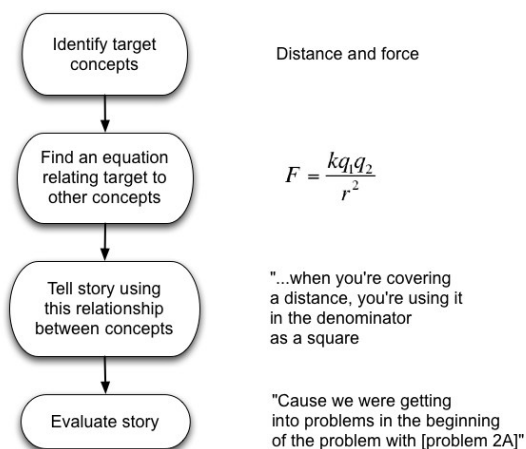 Identify target
concepts
Distance and force
Find an equation
relating target to
other concepts
F = kq₁q₂ / r²
Tell story using
this relationship
between concepts
"...when you're covering
a distance, you're using it
in the denominator
as a square
Evaluate story
"Cause we were getting
into problems in the beginning
of the problem with [problem 2A]"